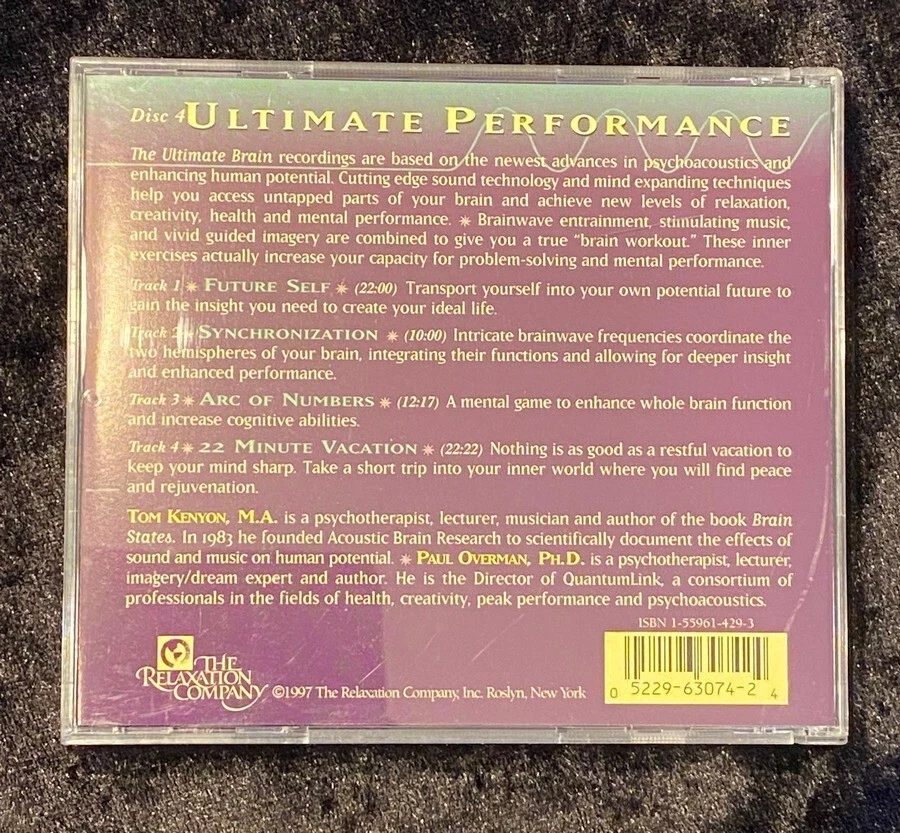 Disc 4 ULTIMATE PERFORMANCE
The Ultimate Brain recordings are based on the newest advances in psychoacoustics and
enhancing human potential. Cutting edge sound technology and mind expanding techniques
help you access untapped parts of your brain and achieve new levels of relaxation,
creativity, health and mental performance. ✷ Brainwave entrainment, stimulating music,
and vivid guided imagery are combined to give you a true “brain workout.” These inner
exercises actually increase your capacity for problem-solving and mental performance.
Track 1 ✷ FUTURE SELF ✷ (22:00) Transport yourself into your own potential future to
gain the insight you need to create your ideal life.
Track 2 ✷ SYNCHRONIZATION ✷ (10:00) Intricate brainwave frequencies coordinate the
two hemispheres of your brain, integrating their functions and allowing for deeper insight
and enhanced performance.
Track 3 ✷ ARC OF NUMBERS ✷ (12:17) A mental game to enhance whole brain function
and increase cognitive abilities.
Track 4 ✷ 22 MINUTE VACATION ✷ (22:22) Nothing is as good as a restful vacation to
keep your mind sharp. Take a short trip into your inner world where you will find peace
and rejuvenation.
TOM KENYON, M.A. is a psychotherapist, lecturer, musician and author of the book Brain
States. In 1983 he founded Acoustic Brain Research to scientifically document the effects of
sound and music on human potential. ✷ PAUL OVERMAN, PH.D. is a psychotherapist, lecturer,
imagery/dream expert and author. He is the Director of QuantumLink, a consortium of
professionals in the fields of health, creativity, peak performance and psychoacoustics.
ISBN 1-55961-429-3
THE
RELAXATION
COMPANY
©1997 The Relaxation Company, Inc. Roslyn, New York
0 5229-63074-2 4